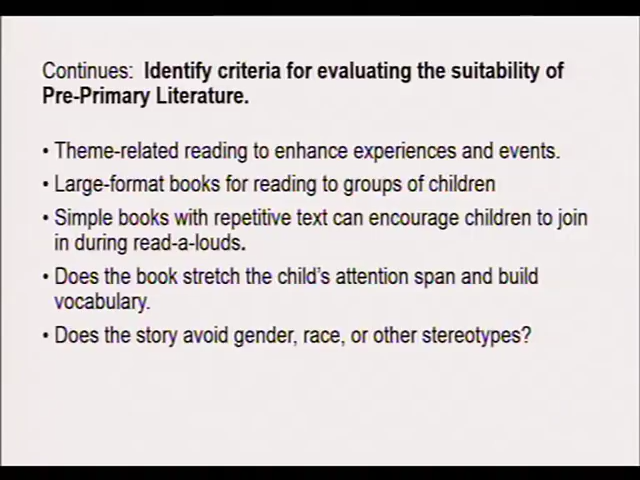 Continues: Identify criteria for evaluating the suitability of
Pre-Primary Literature.
• Theme-related reading to enhance experiences and events.
• Large-format books for reading to groups of children
• Simple books with repetitive text can encourage children to join
in during read-a-louds.
• Does the book stretch the child's attention span and build
vocabulary.
• Does the story avoid gender, race, or other stereotypes?